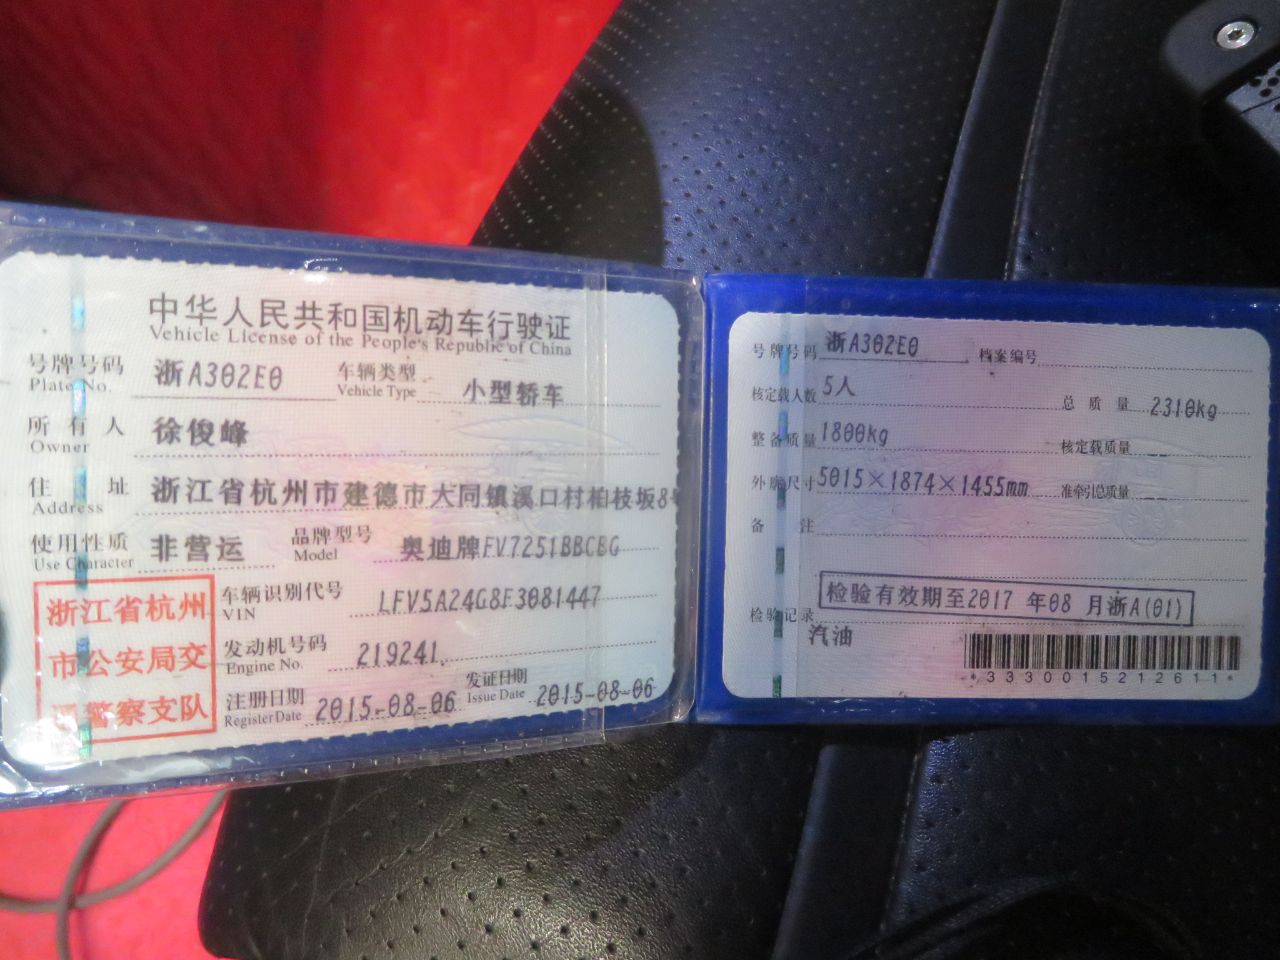 中华人民共和国机动车行驶证
Vehicle License of the People's Republic of China
号牌号码 浙A302E0 车辆类型 小型轿车
Plate No. Vehicle Type
所有人 徐俊峰
Owner
住址 浙江省杭州市建德市大同镇溪口村柏枝坂8号
Address
使用性质 非营运 品牌型号 奥迪牌FV7251BBCBG
Use Character Model
浙江省杭州
市公安局交
通警察支队
车辆识别代号 LFV5A24G8F3081447
VIN
发动机号码 219241
Engine No.
注册日期 2015-08-06 发证日期 2015-08-06
Register Date Issue Date
号牌号码 浙A302E0 档案编号
核定载人数 5人 总质量 2310kg
整备质量 1800kg 核定载质量 --
外廓尺寸 5015×1874×1455mm 准牵引总质量 --
备注
检验有效期至2017 年08 月浙A(01)
检验记录
汽油
*3330015212611*